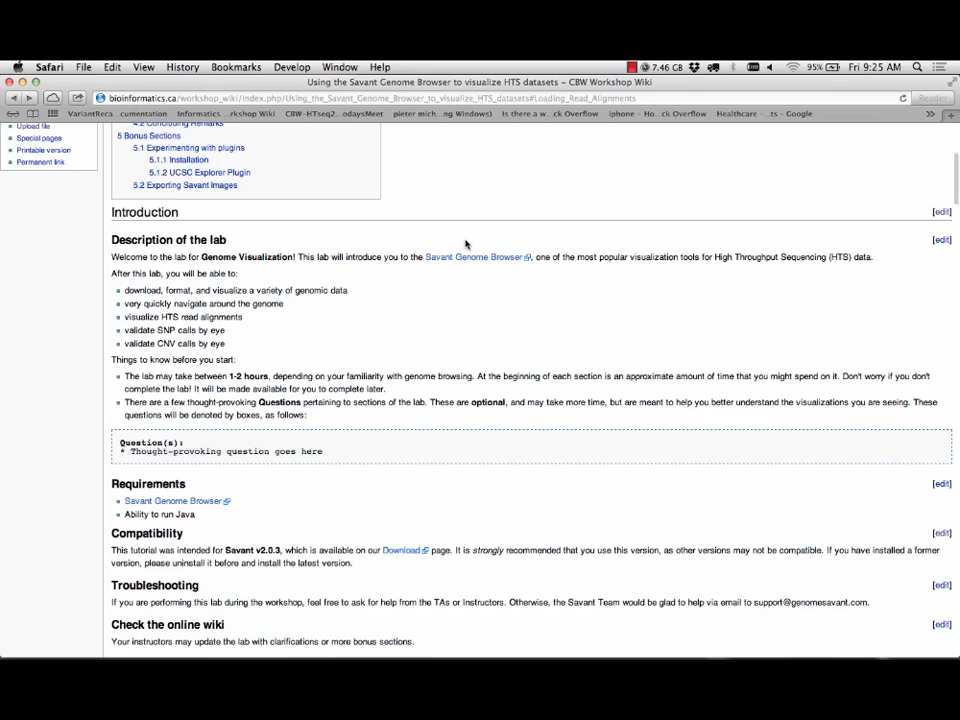 Safari File Edit View History Bookmarks Develop Window Help 7.46 GB 95% Fri 9:25 AM
Using the Savant Genome Browser to visualize HTS datasets – CBW Workshop Wiki
bioinformatics.ca/workshop_wiki/index.php/Using_the_Savant_Genome_Browser_to_visualize_HTS_datasets#Loading_Read_Alignments Reader
VariantReca...cumentation Informatics ...rkshop Wiki CBW-HTseq2...odaysMeet pieter mich...ng Windows) Is there a w...ck Overflow iphone – Ho...ck Overflow Healthcare -...ts – Google
Upload file
Special pages
Printable version
Permanent link
4.2 Concluding Remarks
5 Bonus Sections
5.1 Experimenting with plugins
5.1.1 Installation
5.1.2 UCSC Explorer Plugin
5.2 Exporting Savant Images
Introduction [edit]
Description of the lab [edit]
Welcome to the lab for Genome Visualization! This lab will introduce you to the Savant Genome Browser, one of the most popular visualization tools for High Throughput Sequencing (HTS) data.
After this lab, you will be able to:
download, format, and visualize a variety of genomic data
very quickly navigate around the genome
visualize HTS read alignments
validate SNP calls by eye
validate CNV calls by eye
Things to know before you start:
The lab may take between 1-2 hours, depending on your familiarity with genome browsing. At the beginning of each section is an approximate amount of time that you might spend on it. Don't worry if you don't
complete the lab! It will be made available for you to complete later.
There are a few thought-provoking Questions pertaining to sections of the lab. These are optional, and may take more time, but are meant to help you better understand the visualizations you are seeing. These
questions will be denoted by boxes, as follows:
Question(s):
* Thought-provoking question goes here
Requirements [edit]
Savant Genome Browser
Ability to run Java
Compatibility [edit]
This tutorial was intended for Savant v2.0.3, which is available on our Download page. It is strongly recommended that you use this version, as other versions may not be compatible. If you have installed a former
version, please uninstall it before and install the latest version.
Troubleshooting [edit]
If you are performing this lab during the workshop, feel free to ask for help from the TAs or Instructors. Otherwise, the Savant Team would be glad to help via email to support@genomesavant.com.
Check the online wiki [edit]
Your instructors may update the lab with clarifications or more bonus sections.